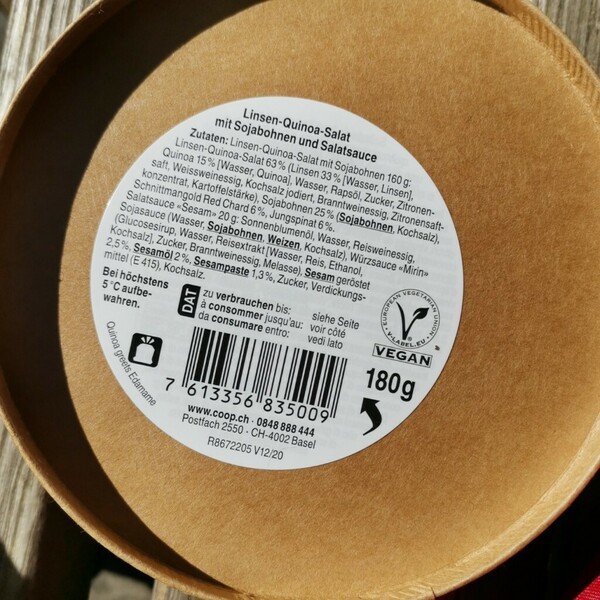 Linsen-Quinoa-Salat
mit Sojabohnen und Salatsauce
Zutaten: Linsen-Quinoa-Salat mit Sojabohnen 160 g:
Linsen-Quinoa-Salat 63 % (Linsen 33 % [Wasser, Linsen],
Quinoa 15 % [Wasser, Quinoa], Wasser, Rapsöl, Zucker, Zitronen-
saft, Weissweinessig, Kochsalz jodiert, Branntweinessig, Zitronensaft-
konzentrat, Kartoffelstärke), Sojabohnen 25 % (Sojabohnen, Kochsalz),
Schnittmangold Red Chard 6 %, Jungspinat 6 %.
Salatsauce «Sesam» 20 g: Sonnenblumenöl, Wasser, Reisweinessig,
Sojasauce (Wasser, Sojabohnen, Weizen, Kochsalz), Würzsauce «Mirin»
(Glucosesirup, Wasser, Reisextrakt [Wasser, Reis, Ethanol,
Kochsalz], Zucker, Branntweinessig, Melasse), Sesam geröstet
2,5 %, Sesamöl 2 %, Sesampaste 1,3 %, Zucker, Verdickungs-
mittel (E 415), Kochsalz.
Bei höchstens
5 °C aufbe-
wahren.
DAT
zu verbrauchen bis: siehe Seite
à consommer jusqu'au: voir côté
da consumare entro: vedi lato
EUROPEAN VEGETARIAN UNION
V-LABEL.EU
VEGAN
Quinoa greets Edamame
7 613356 835009
180g
www.coop.ch · 0848 888 444
Postfach 2550 · CH-4002 Basel
R8672205 V12/20